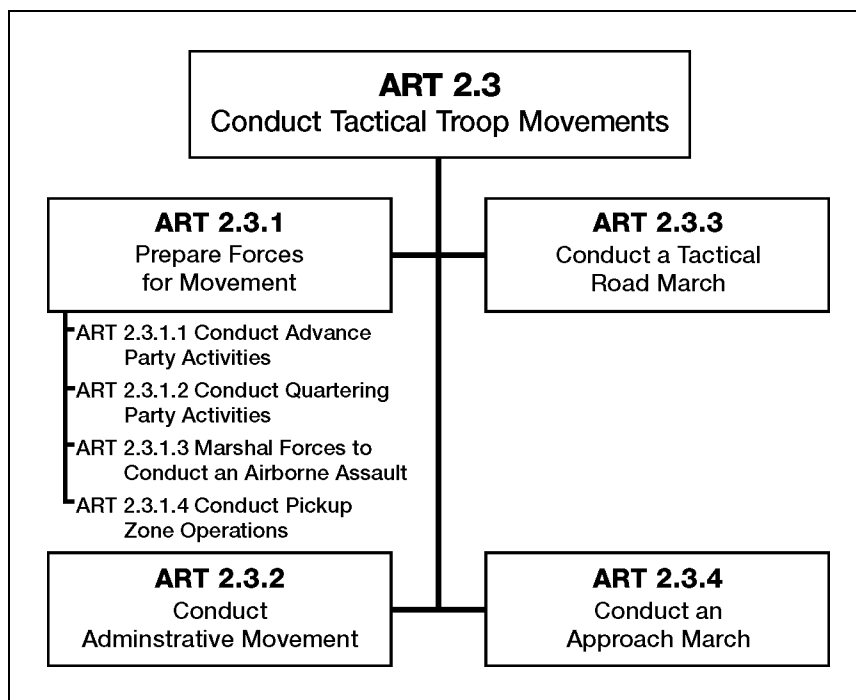 ART 2.3
Conduct Tactical Troop Movements
ART 2.3.1
Prepare Forces
for Movement
ART 2.3.1.1 Conduct Advance
Party Activities
ART 2.3.1.2 Conduct Quartering
Party Activities
ART 2.3.1.3 Marshal Forces to
Conduct an Airborne Assault
ART 2.3.1.4 Conduct Pickup
Zone Operations
ART 2.3.2
Conduct
Adminstrative Movement
ART 2.3.3
Conduct a Tactical
Road March
ART 2.3.4
Conduct an
Approach March